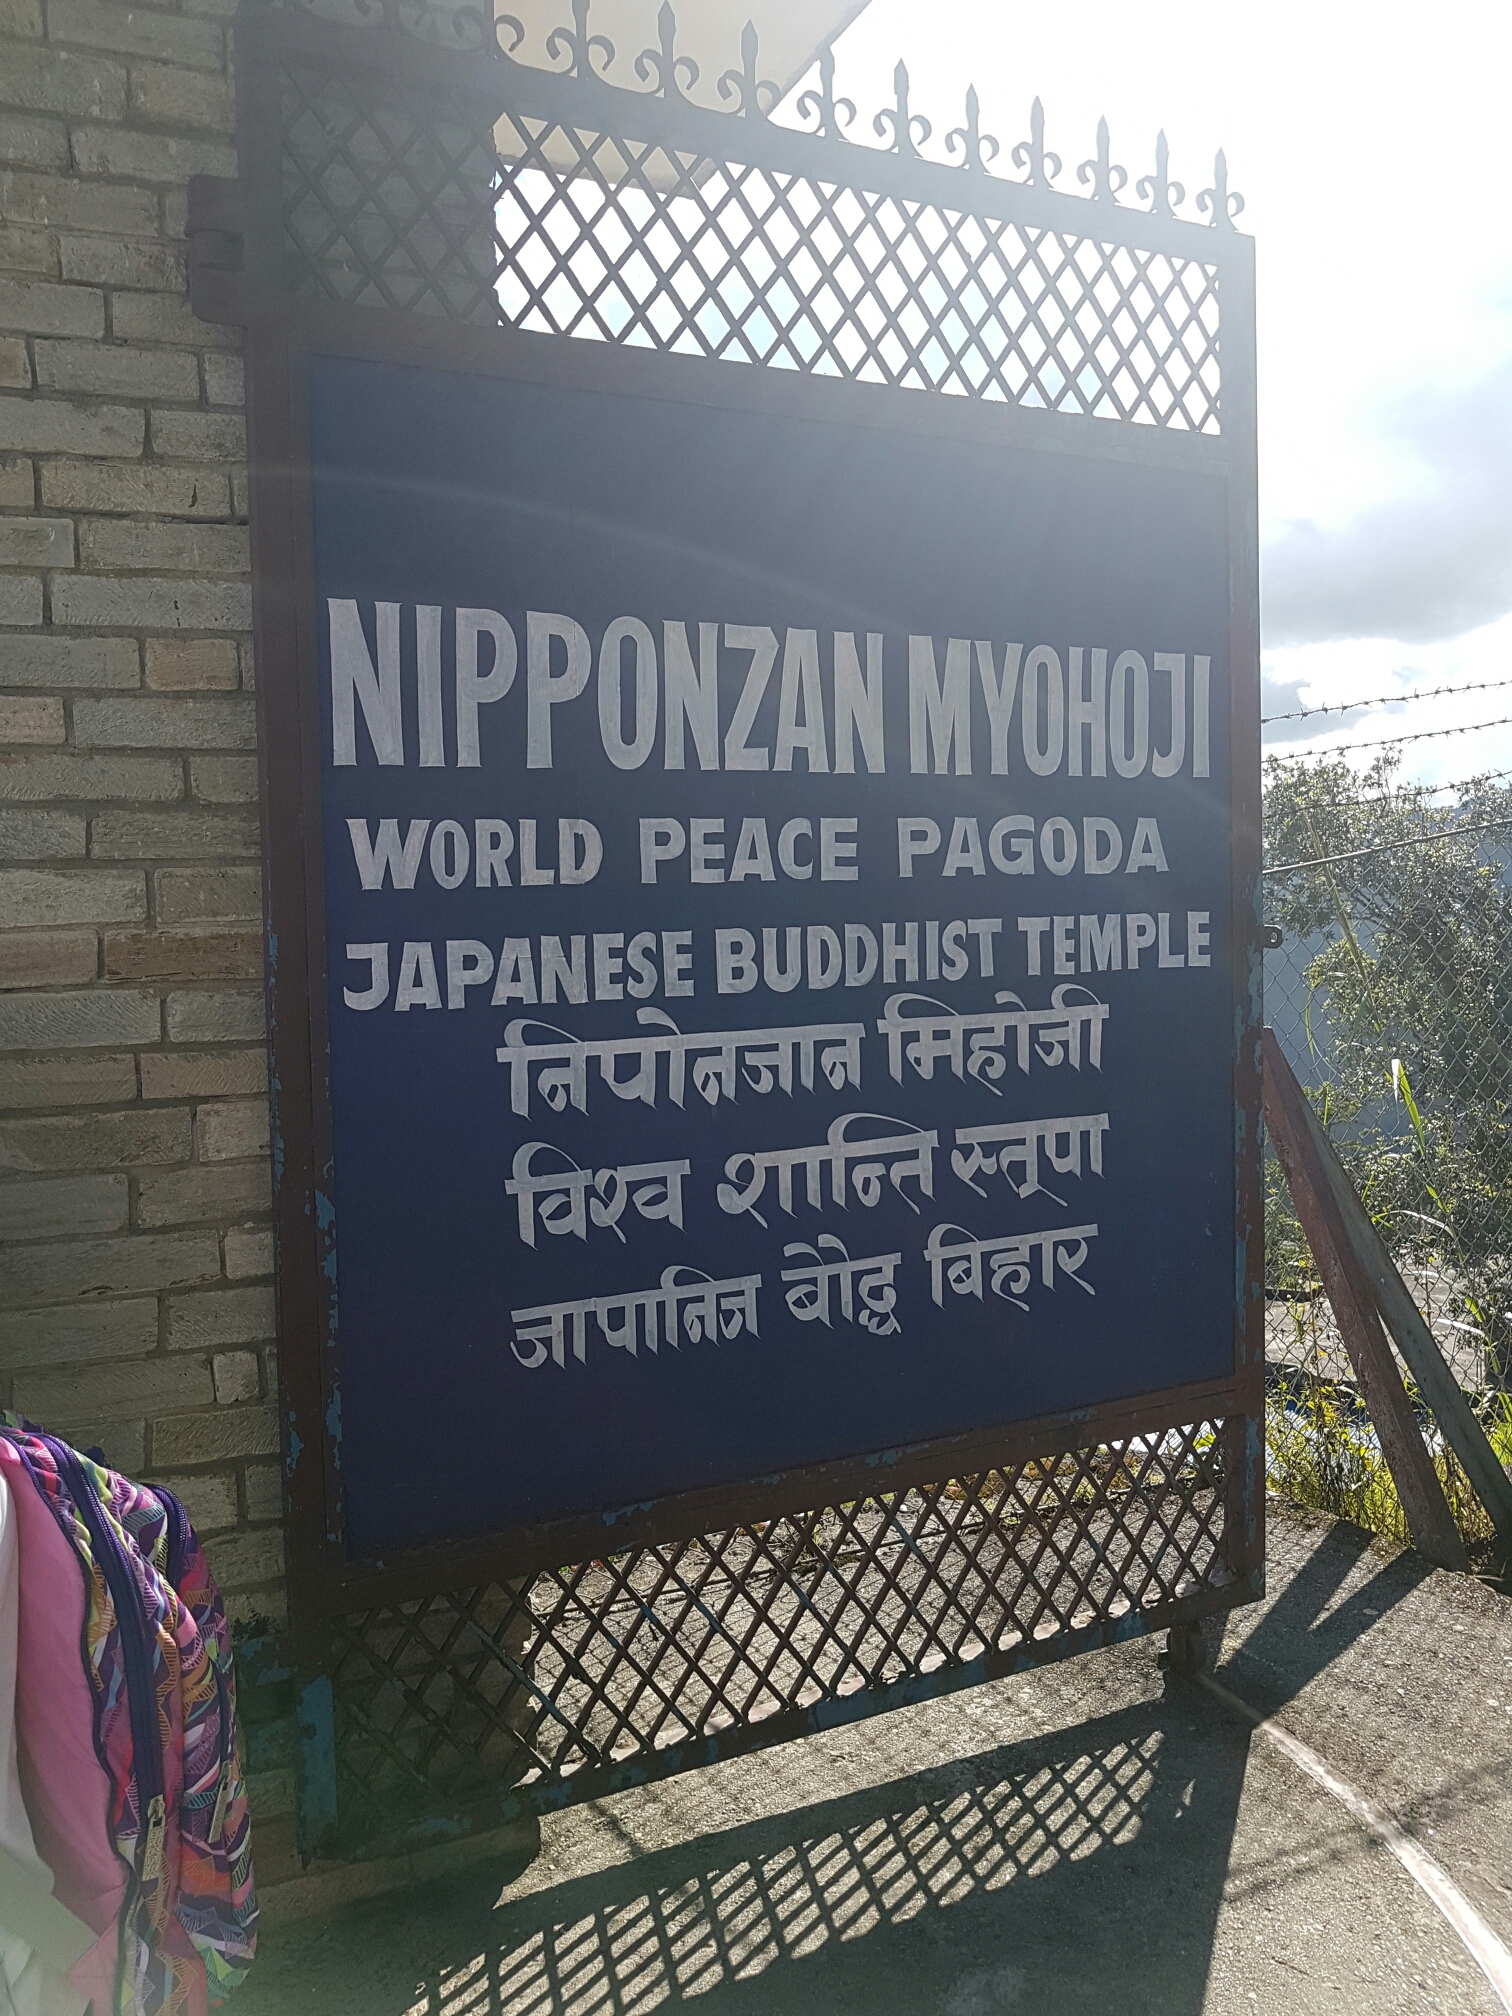 NIPPONZAN MYOHOJI
WORLD PEACE PAGODA
JAPANESE BUDDHIST TEMPLE
निपोनजान मिहोजी
विश्व शान्ति स्तूपा
जापानिज बौद्ध बिहार